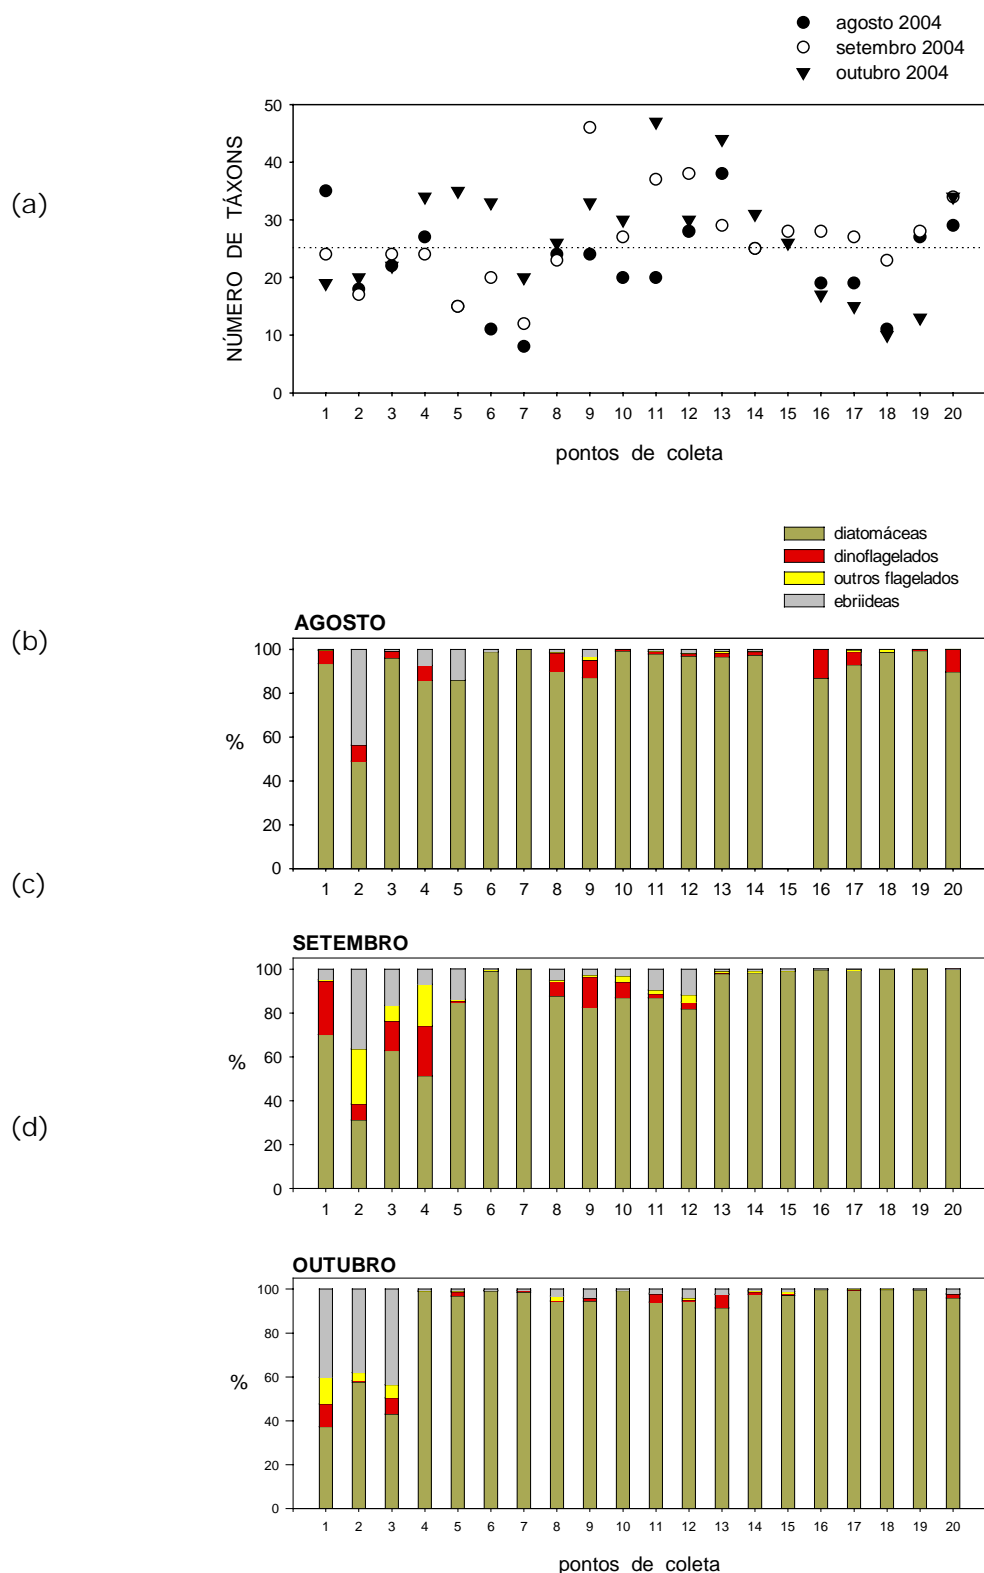 agosto 2004
setembro 2004
outubro 2004
(a)
NÚMERO DE TÁXONS
50
40
30
20
10
0
1 2 3 4 5 6 7 8 9 10 11 12 13 14 15 16 17 18 19 20
pontos de coleta
diatomáceas
dinoflagelados
outros flagelados
ebriideas
(b)
AGOSTO
%
100
80
60
40
20
0
1 2 3 4 5 6 7 8 9 10 11 12 13 14 15 16 17 18 19 20
(c)
SETEMBRO
%
100
80
60
40
20
0
1 2 3 4 5 6 7 8 9 10 11 12 13 14 15 16 17 18 19 20
(d)
OUTUBRO
%
100
80
60
40
20
0
1 2 3 4 5 6 7 8 9 10 11 12 13 14 15 16 17 18 19 20
pontos de coleta